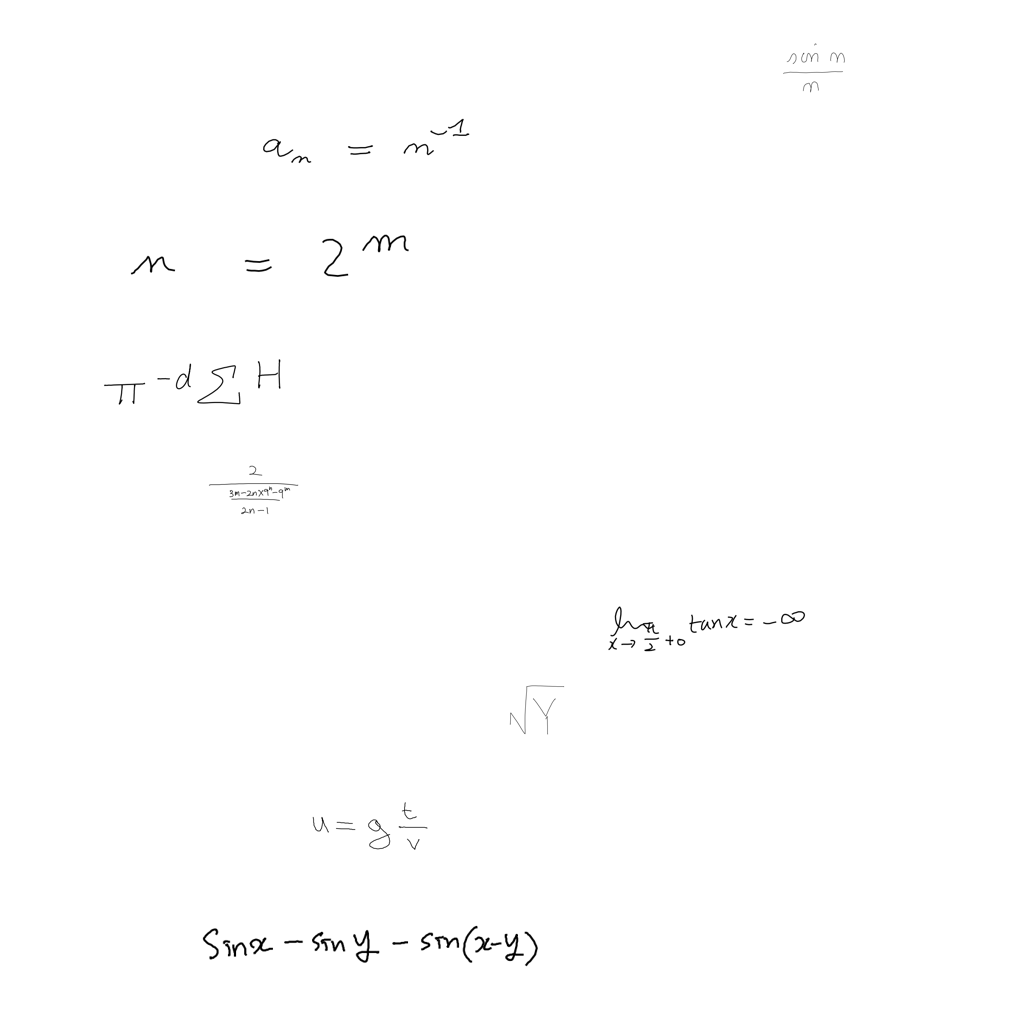 \frac{\sin n}{n}
a_n = n^{-1}
n = 2^m
\pi^{-d} \sum H
\frac{2}{\frac{3m-2n \times 9^n-9^m}{2n-1}}
\lim_{x \to \frac{\pi}{2}+0} \tan x = -\infty
\sqrt{Y}
u = g \frac{t}{v}
\sin x - \sin y - \sin(x-y)